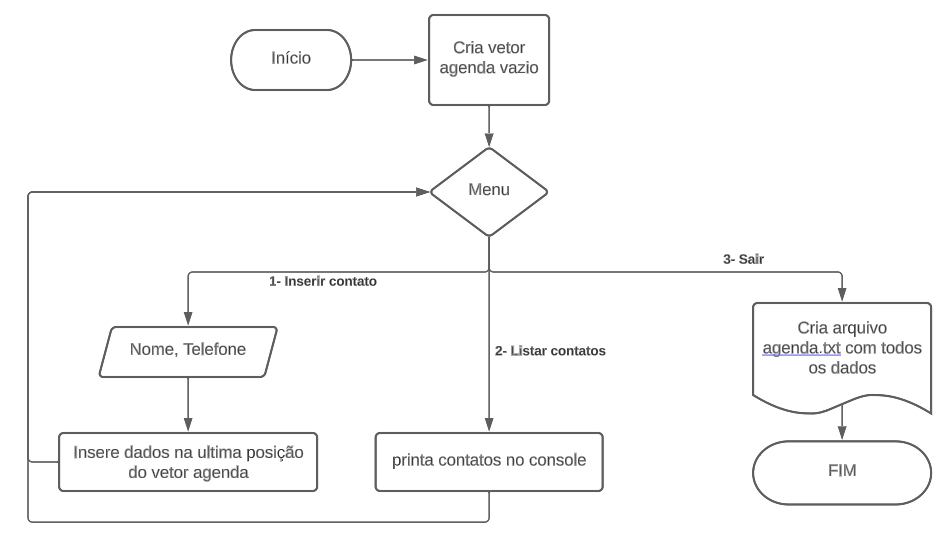 Início
Cria vetor
agenda vazio
Menu
3- Sair
1- Inserir contato
Cria arquivo
agenda.txt com todos
os dados
Nome, Telefone
2- Listar contatos
Insere dados na ultima posição
do vetor agenda
printa contatos no console
FIM